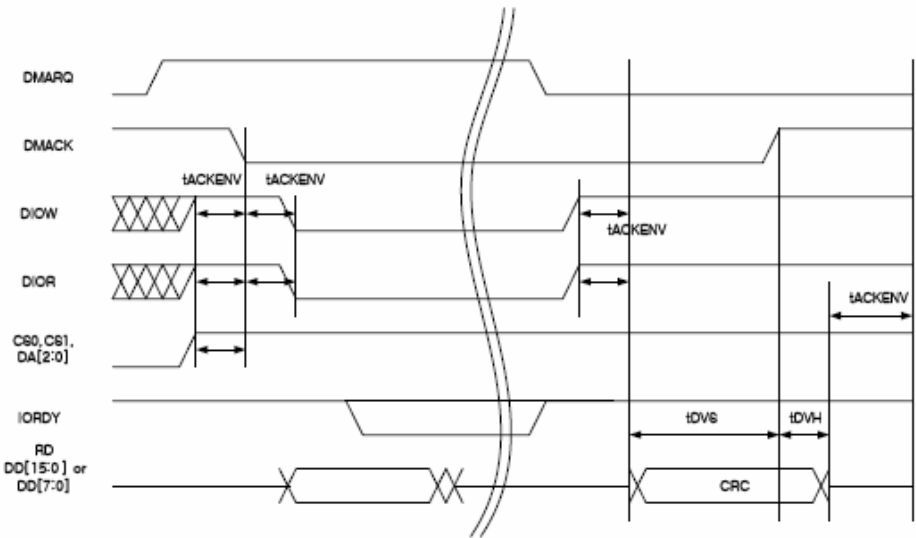 DMARQ
DMACK
tACKENV tACKENV
DIOW
tACKENV
DIOR
tACKENV
CS0, CS1,
DA[2:0]
IORDY
tDVS tDVH
RD
DD[15:0] or
DD[7:0]
CRC